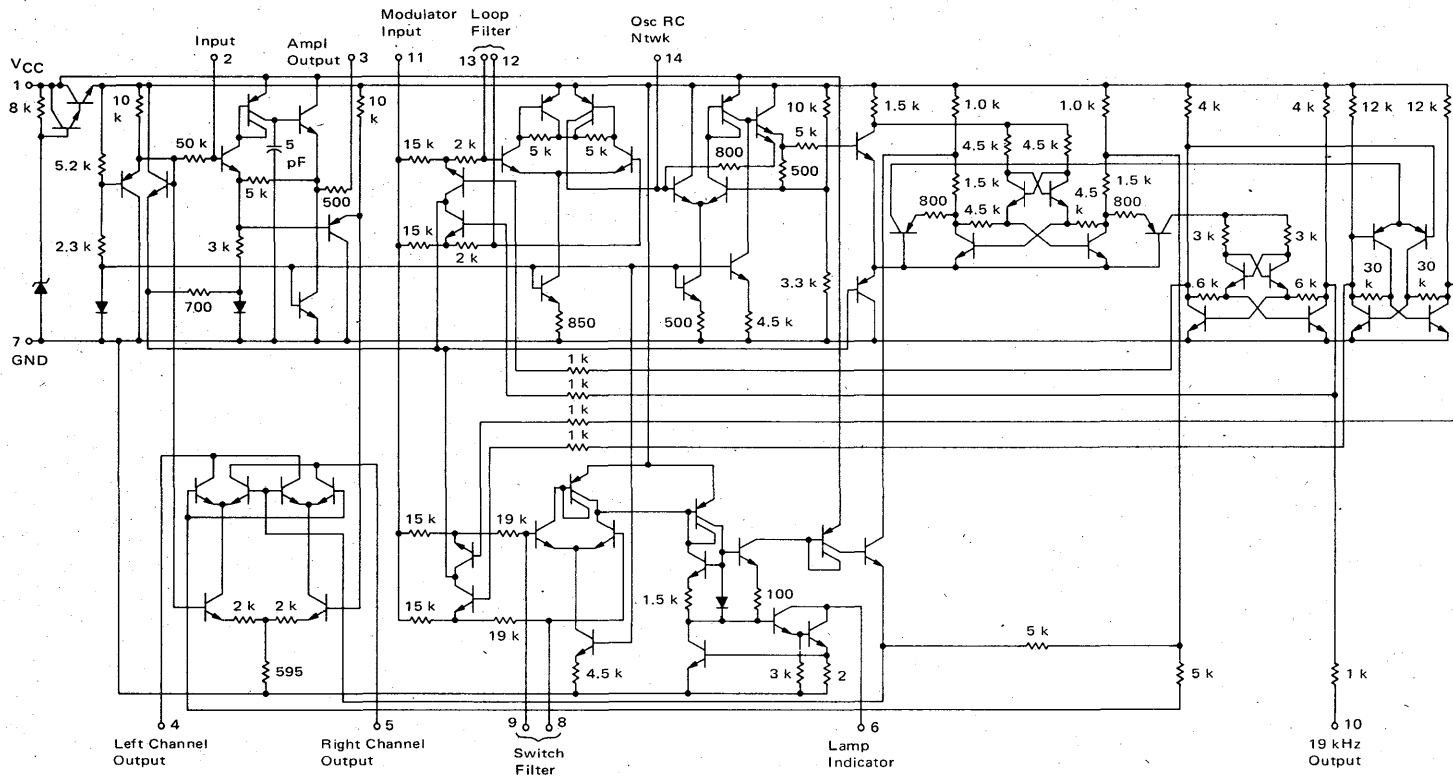 Modulator
Input
Loop
Filter
Osc RC
Ntwk
Input
Ampl
Output
2
3
11
13
12
14
VCC
1
8 k
10
k
10
k
50 k
5
pF
5.2 k
5 k
500
2.3 k
3 k
700
7
GND
15 k
2 k
5 k
5 k
15 k
2 k
850
800
10 k
5 k
500
500
4.5 k
3.3 k
1.5 k
1.0 k
1.0 k
4.5 k
4.5 k
1.5 k
4.5
k
1.5 k
800
4.5 k
800
4 k
4 k
12 k
12 k
3 k
3 k
6 k
6 k
30
k
30
k
1 k
1 k
1 k
1 k
15 k
19 k
15 k
19 k
4.5 k
2 k
2 k
595
1.5 k
100
3 k
2
5 k
5 k
1 k
4
Left Channel
Output
5
Right Channel
Output
9
8
Switch
Filter
6
Lamp
Indicator
10
19 kHz
Output